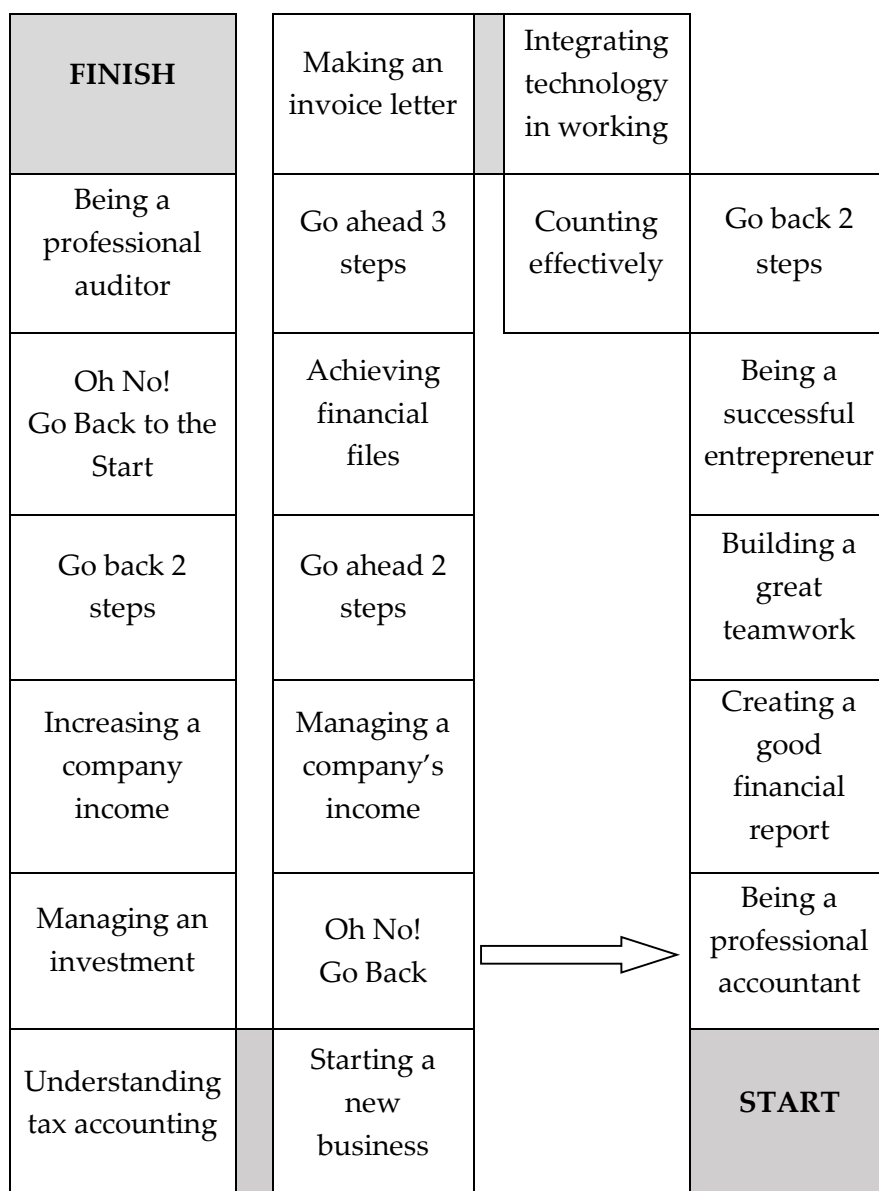 FINISH
Making an
invoice letter
Integrating
technology
in working
Being a
professional
auditor
Go ahead 3
steps
Counting
effectively
Go back 2
steps
Oh No!
Go Back to the
Start
Achieving
financial
files
Being a
successful
entrepreneur
Go back 2
steps
Go ahead 2
steps
Building a
great
teamwork
Increasing a
company
income
Managing a
company’s
income
Creating a
good
financial
report
Managing an
investment
Oh No!
Go Back
Being a
professional
accountant
Understanding
tax accounting
Starting a
new
business
START